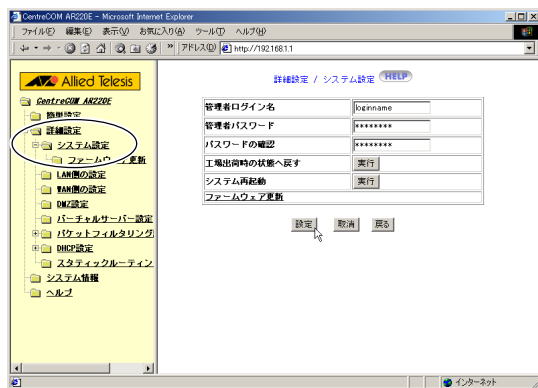 CentreCOM AR220E - Microsoft Internet Explorer
ファイル(F) 編集(E) 表示(V) お気に入り(A) ツール(T) ヘルプ(H)
アドレス(D) http://192.168.1.1
Allied Telesis
CentreCOM AR220E
簡単設定
詳細設定
システム設定
ファームウェア更新
LAN側の設定
WAN側の設定
DMZ設定
バーチャルサーバー設定
パケットフィルタリング
DHCP設定
スタティックルーティン
システム情報
ヘルプ
詳細設定 / システム設定 HELP
管理者ログイン名 loginname
管理者パスワード ********
パスワードの確認 ********
工場出荷時の状態へ戻す 実行
システム再起動 実行
ファームウェア更新
設定 取消 戻る
インターネット